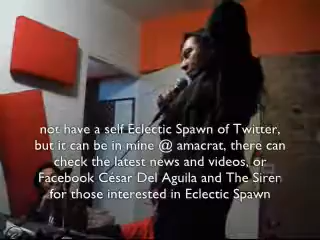 not have a self Eclectic Spawn of Twitter,
but it can be in mine @ amacrat, there can
check the latest news and videos, or
Facebook César Del Aguila and The Siren
for those interested in Eclectic Spawn